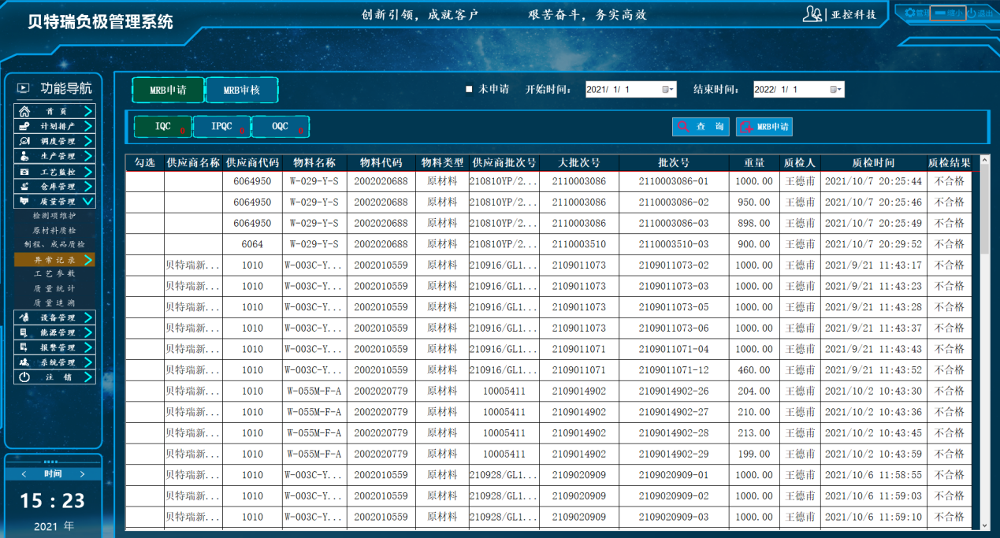 贝特瑞负极管理系统
创新引领，成就客户 艰苦奋斗，务实高效
亚控科技
管理 缩小 退出
功能导航
首 页
计划排产
调度管理
生产管理
工艺监控
仓库管理
质量管理
检测项维护
原材料质检
制程、成品质检
异常记录
工艺参数
质量统计
质量追溯
设备管理
能源管理
报警管理
系统管理
注 销
< 时间 >
15 : 23
2021 年
MRB申请 MRB审核
未申请 开始时间： 2021/ 1/ 1 结束时间： 2022/ 1/ 1
IQC 0 IPQC 0 OQC 0
查 询 MRB申请
勾选 供应商名称 供应商代码 物料名称 物料代码 物料类型 供应商批次号 大批次号 批次号 重量 质检人 质检时间 质检结果
6064950 W-029-Y-S 2002020688 原材料 210810YP/2... 2110003086 2110003086-01 1000.00 王德甫 2021/10/7 20:25:44 不合格
6064950 W-029-Y-S 2002020688 原材料 210810YP/2... 2110003086 2110003086-02 950.00 王德甫 2021/10/7 20:25:46 不合格
6064950 W-029-Y-S 2002020688 原材料 210810YP/2... 2110003086 2110003086-03 898.00 王德甫 2021/10/7 20:25:49 不合格
6064 W-029-Y-S 2002020688 原材料 210810YP/2... 2110003510 2110003510-03 900.00 王德甫 2021/10/7 20:29:52 不合格
贝特瑞新... 1010 W-003C-Y... 2002010559 原材料 210916/GL1... 2109011073 2109011073-02 1000.00 王德甫 2021/9/21 11:43:17 不合格
贝特瑞新... 1010 W-003C-Y... 2002010559 原材料 210916/GL1... 2109011073 2109011073-03 1000.00 王德甫 2021/9/21 11:43:23 不合格
贝特瑞新... 1010 W-003C-Y... 2002010559 原材料 210916/GL1... 2109011073 2109011073-05 1000.00 王德甫 2021/9/21 11:43:28 不合格
贝特瑞新... 1010 W-003C-Y... 2002010559 原材料 210916/GL1... 2109011073 2109011073-06 1000.00 王德甫 2021/9/21 11:43:37 不合格
贝特瑞新... 1010 W-003C-Y... 2002010559 原材料 210916/GL1... 2109011071 2109011071-04 1000.00 王德甫 2021/9/21 11:43:43 不合格
贝特瑞新... 1010 W-003C-Y... 2002010559 原材料 210916/GL1... 2109011071 2109011071-12 460.00 王德甫 2021/9/21 11:43:52 不合格
贝特瑞新... 1010 W-055M-F-A 2002020779 原材料 10005411 2109014902 2109014902-26 204.00 王德甫 2021/10/2 10:43:30 不合格
贝特瑞新... 1010 W-055M-F-A 2002020779 原材料 10005411 2109014902 2109014902-27 210.00 王德甫 2021/10/2 10:43:36 不合格
贝特瑞新... 1010 W-055M-F-A 2002020779 原材料 10005411 2109014902 2109014902-28 213.00 王德甫 2021/10/2 10:43:45 不合格
贝特瑞新... 1010 W-055M-F-A 2002020779 原材料 10005411 2109014902 2109014902-29 199.00 王德甫 2021/10/2 10:43:59 不合格
贝特瑞新... 1010 W-003C-Y... 2002010559 原材料 210928/GL1... 2109020909 2109020909-01 1000.00 王德甫 2021/10/6 11:58:55 不合格
贝特瑞新... 1010 W-003C-Y... 2002010559 原材料 210928/GL1... 2109020909 2109020909-02 1000.00 王德甫 2021/10/6 11:59:03 不合格
贝特瑞新... 1010 W-003C-Y... 2002010559 原材料 210928/GL1... 2109020909 2109020909-03 1000.00 王德甫 2021/10/6 11:59:10 不合格